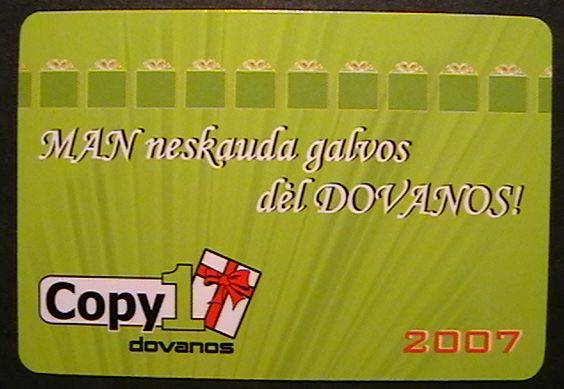 MAN neskauda galvos
dėl DOVANOS!
Copy1
dovanos
2007